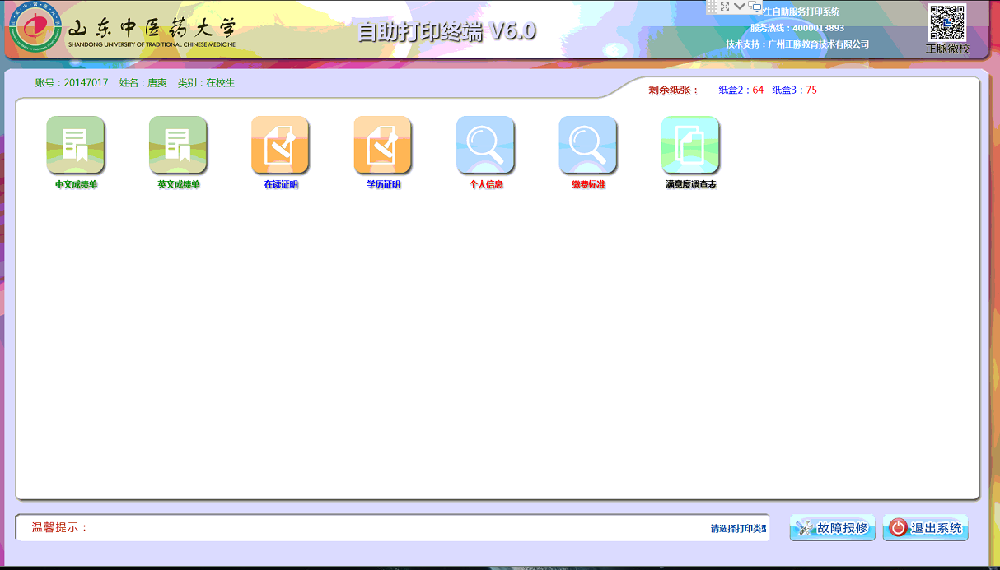 山东中医药大学
SHANDONG UNIVERSITY OF TRADITIONAL CHINESE MEDICINE
自助打印终端 V6.0
生自助服务打印系统
服务热线：4000013893
技术支持：广州正脉教育技术有限公司
正脉微校
账号：20147017 姓名：唐爽 类别：在校生
剩余纸张： 纸盒2：64 纸盒3：75
中文成绩单
英文成绩单
在读证明
学历证明
个人信息
缴费标准
满意度调查表
温馨提示：
请选择打印类型
故障报修
退出系统